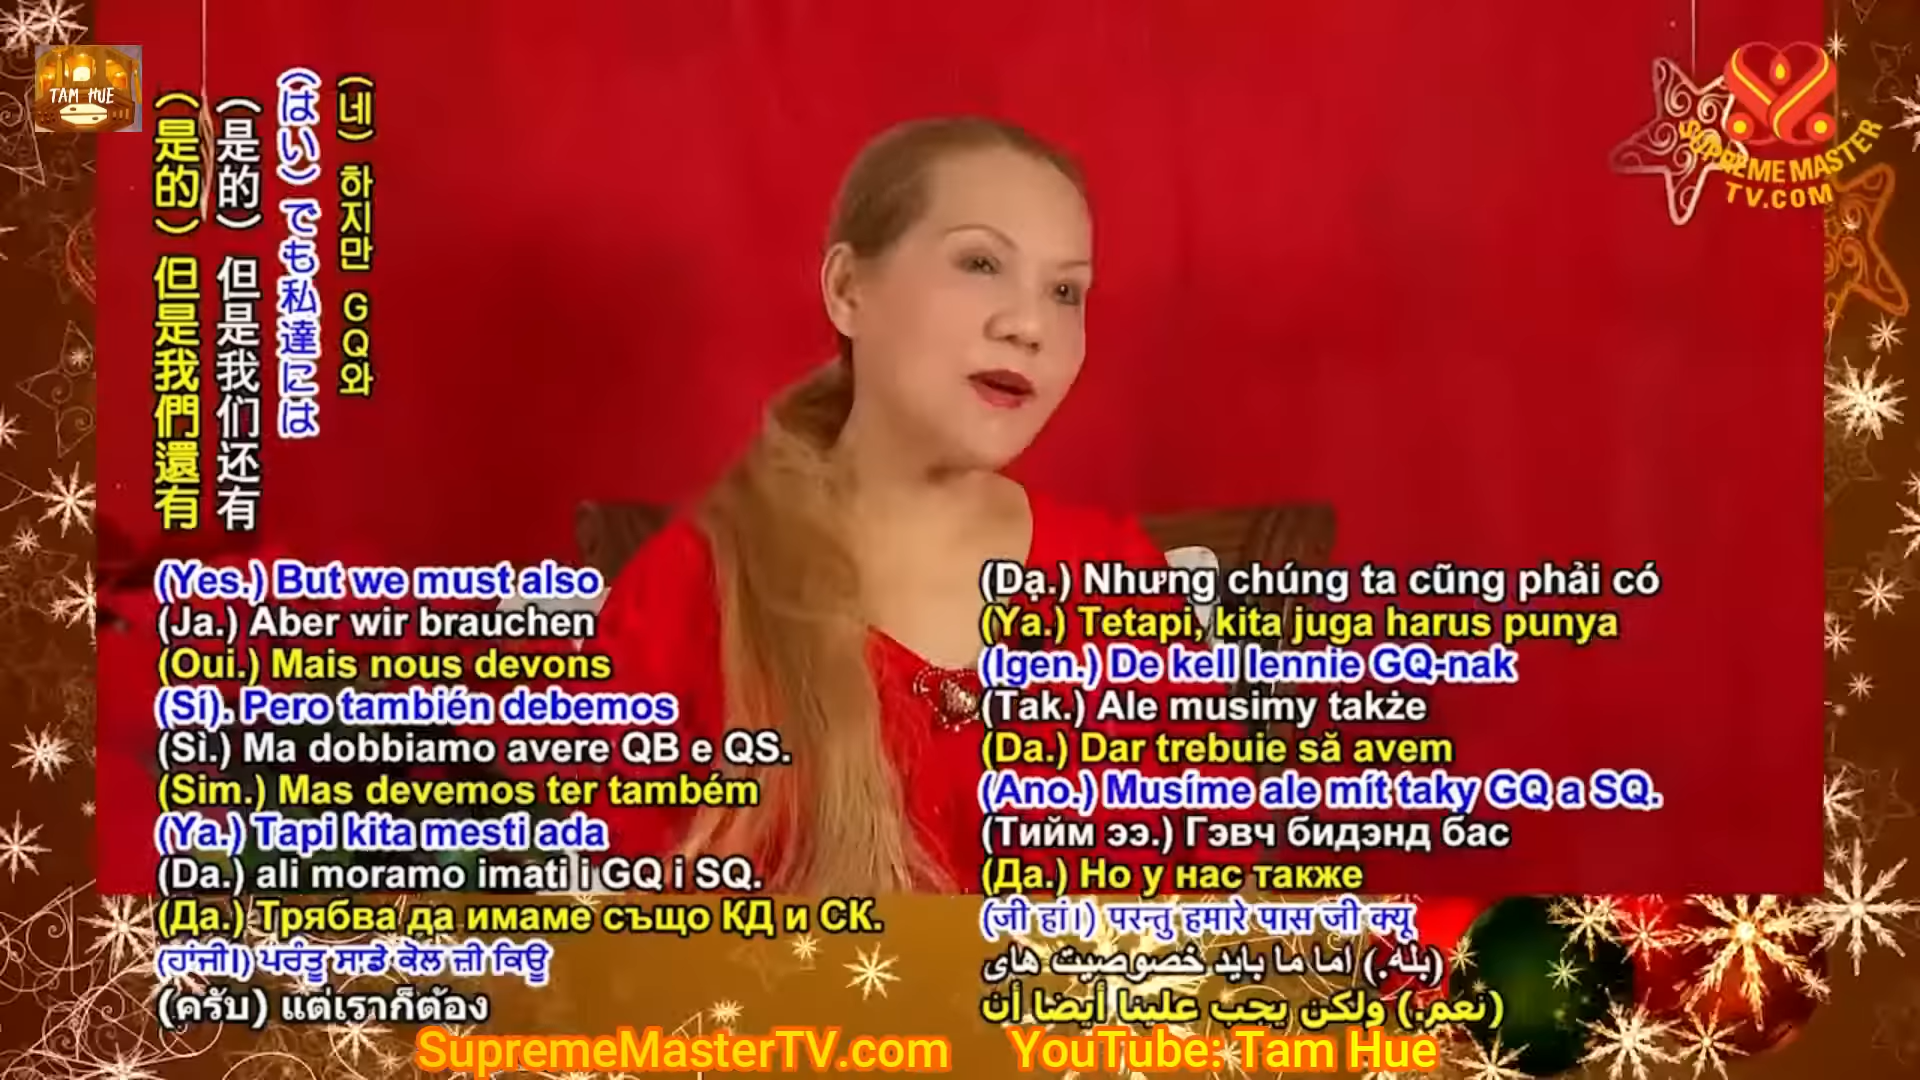 TAM HUE
SUPREME MASTER
TV.COM
(네) 하지만 GQ와
(はい) でも私達には
(是的) 但是我们还有
(是的) 但是我們還有
(Yes.) But we must also
(Ja.) Aber wir brauchen
(Oui.) Mais nous devons
(Sí). Pero también debemos
(Sì.) Ma dobbiamo avere QB e QS.
(Sim.) Mas devemos ter também
(Ya.) Tapi kita mesti ada
(Da.) ali moramo imati i GQ i SQ.
(Да.) Трябва да имаме също КД и СК.
(ਹਾਂਜੀ।) ਪਰੰਤੂ ਸਾਡੇ ਕੋਲ ਜੀ ਕਿਊ
(ครับ) แต่เราก็ต้อง
(Dạ.) Nhưng chúng ta cũng phải có
(Ya.) Tetapi, kita juga harus punya
(Igen.) De kell lennie GQ-nak
(Tak.) Ale musimy także
(Da.) Dar trebuie să avem
(Ano.) Musíme ale mít taky GQ a SQ.
(Тийм ээ.) Гэвч бидэнд бас
(Да.) Но у нас также
(जी हां।) परन्तु हमारे पास जी क्यू
(بله.) اما ما باید خصوصیت های
(نعم.) ولكن يجب علينا أيضا أن
SupremeMasterTV.com YouTube: Tam Hue